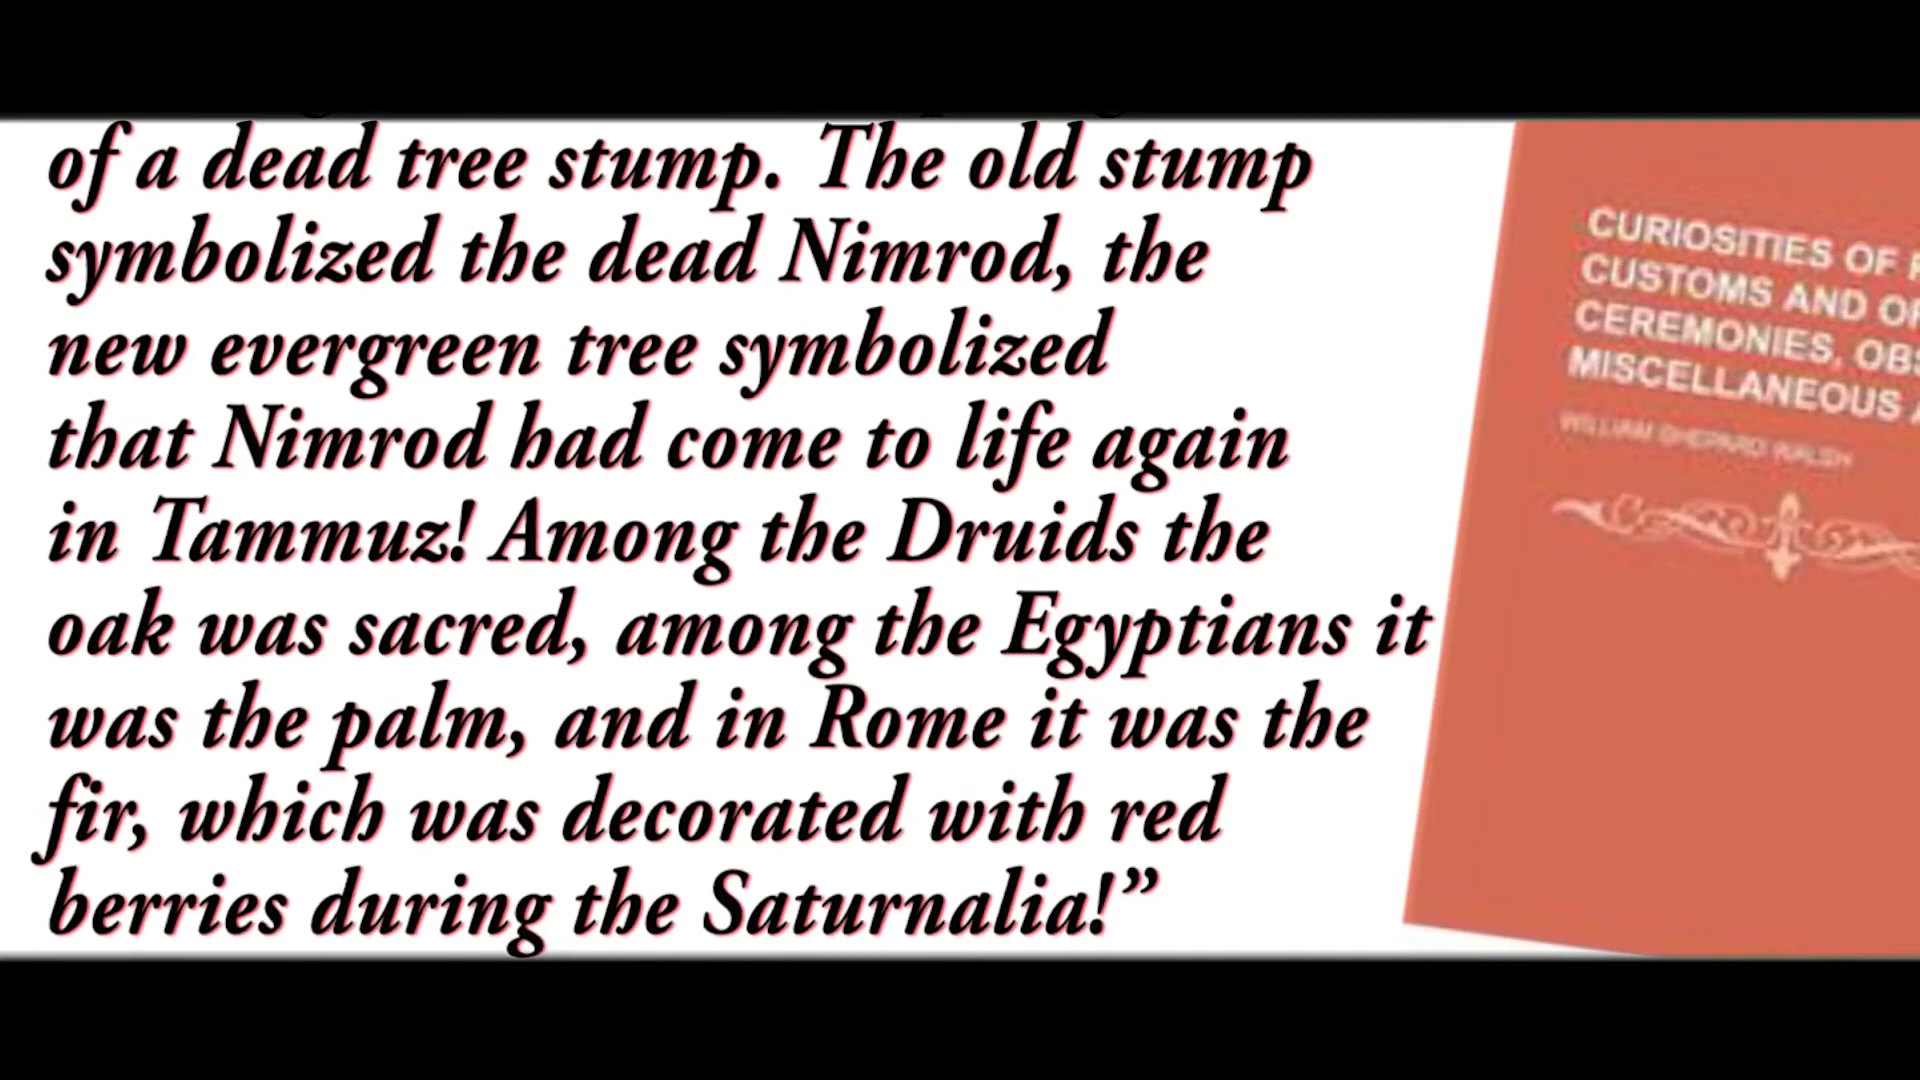 of a dead tree stump. The old stump
symbolized the dead Nimrod, the
new evergreen tree symbolized
that Nimrod had come to life again
in Tammuz! Among the Druids the
oak was sacred, among the Egyptians it
was the palm, and in Rome it was the
fir, which was decorated with red
berries during the Saturnalia!”
CURIOSITIES OF
CUSTOMS AND
CEREMONIES,
MISCELLANEOUS
WILLIAM SHEPARD WALSH